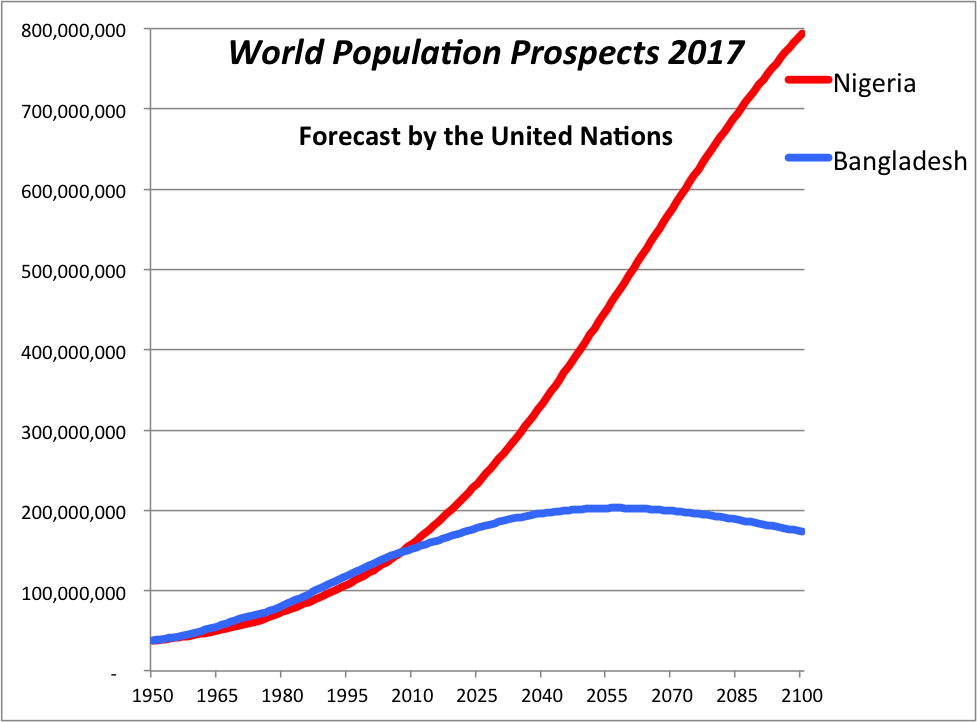 World Population Prospects 2017
Forecast by the United Nations
Nigeria
Bangladesh
800,000,000
700,000,000
600,000,000
500,000,000
400,000,000
300,000,000
200,000,000
100,000,000
-
1950 1965 1980 1995 2010 2025 2040 2055 2070 2085 2100